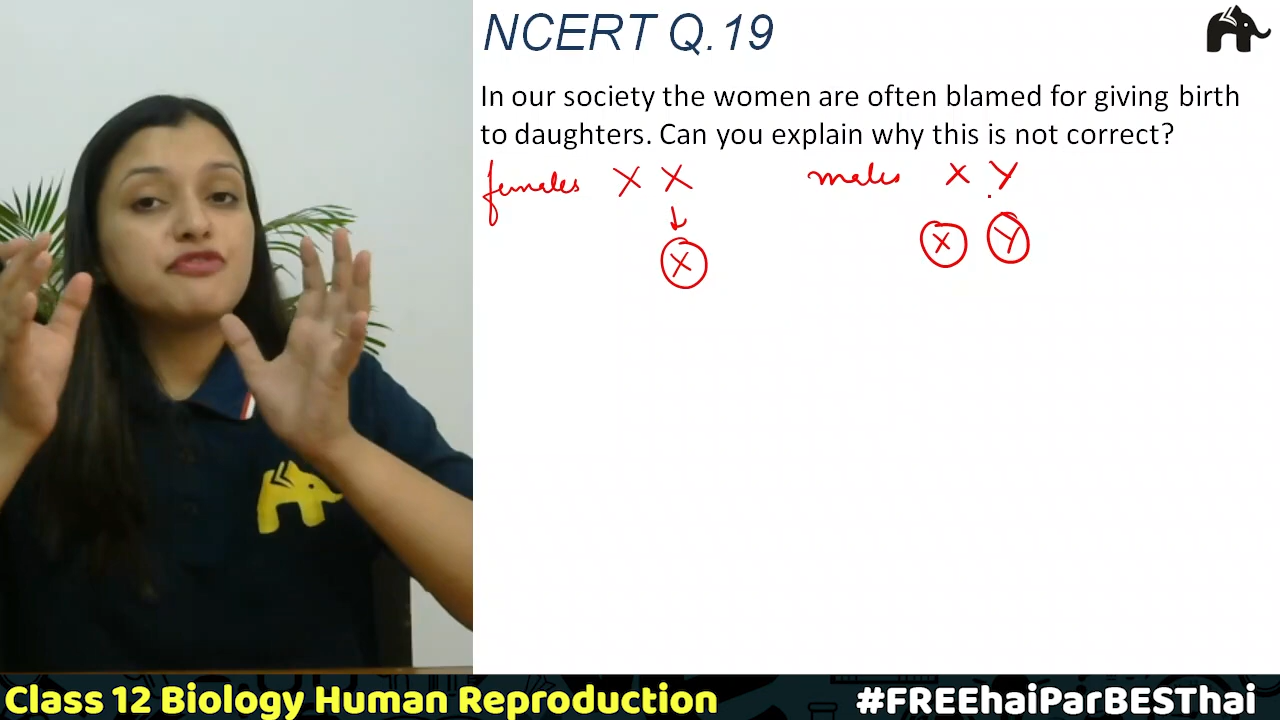 NCERT Q.19
In our society the women are often blamed for giving birth
to daughters. Can you explain why this is not correct?
females X X males X Y
X X Y
Class 12 Biology Human Reproduction #FREEhaiParBESThai